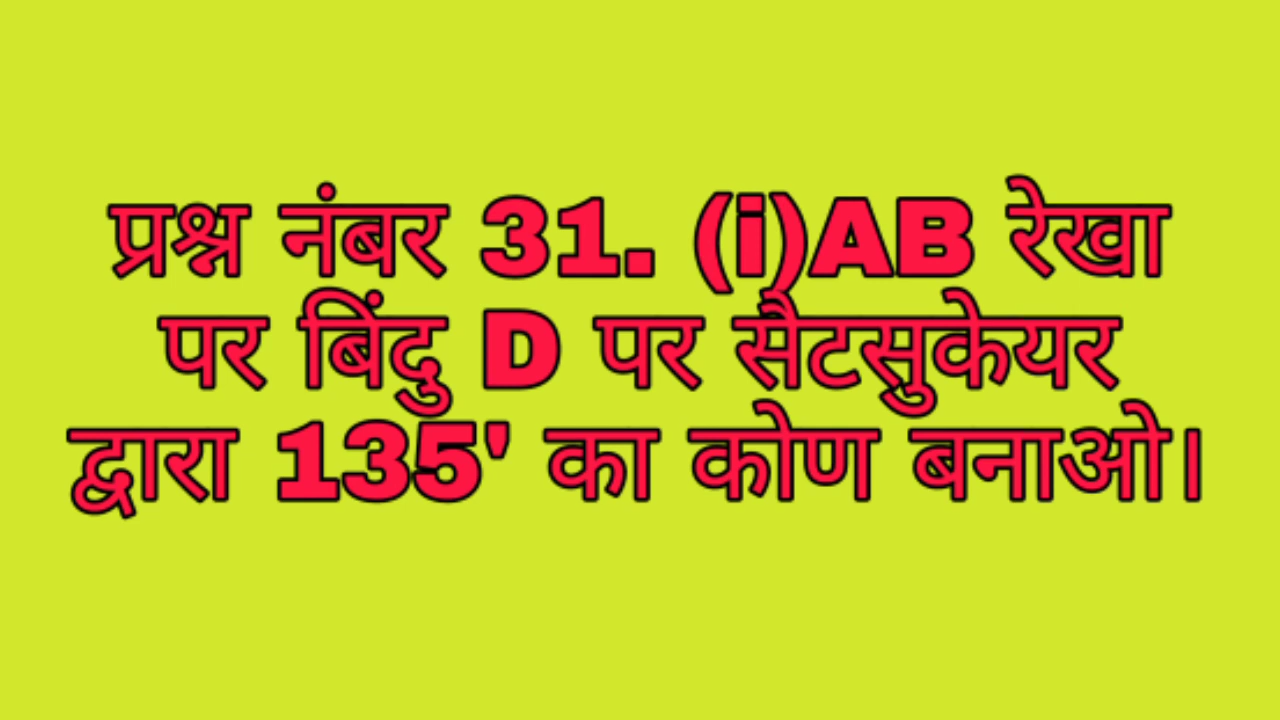 प्रश्न नंबर 31. (i)AB रेखा
पर बिंदु D पर सैटसुकेयर
द्वारा 135' का कोण बनाओ।